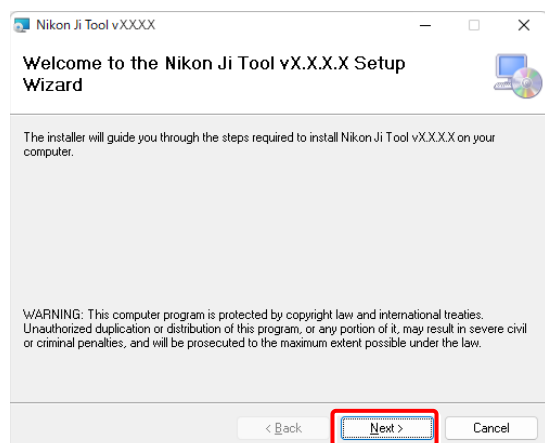 Nikon Ji Tool vXXXX
Welcome to the Nikon Ji Tool vX.X.X.X Setup
Wizard
The installer will guide you through the steps required to install Nikon Ji Tool vX.X.X.X on your
computer.
WARNING: This computer program is protected by copyright law and international treaties.
Unauthorized duplication or distribution of this program, or any portion of it, may result in severe civil
or criminal penalties, and will be prosecuted to the maximum extent possible under the law.
< Back Next > Cancel